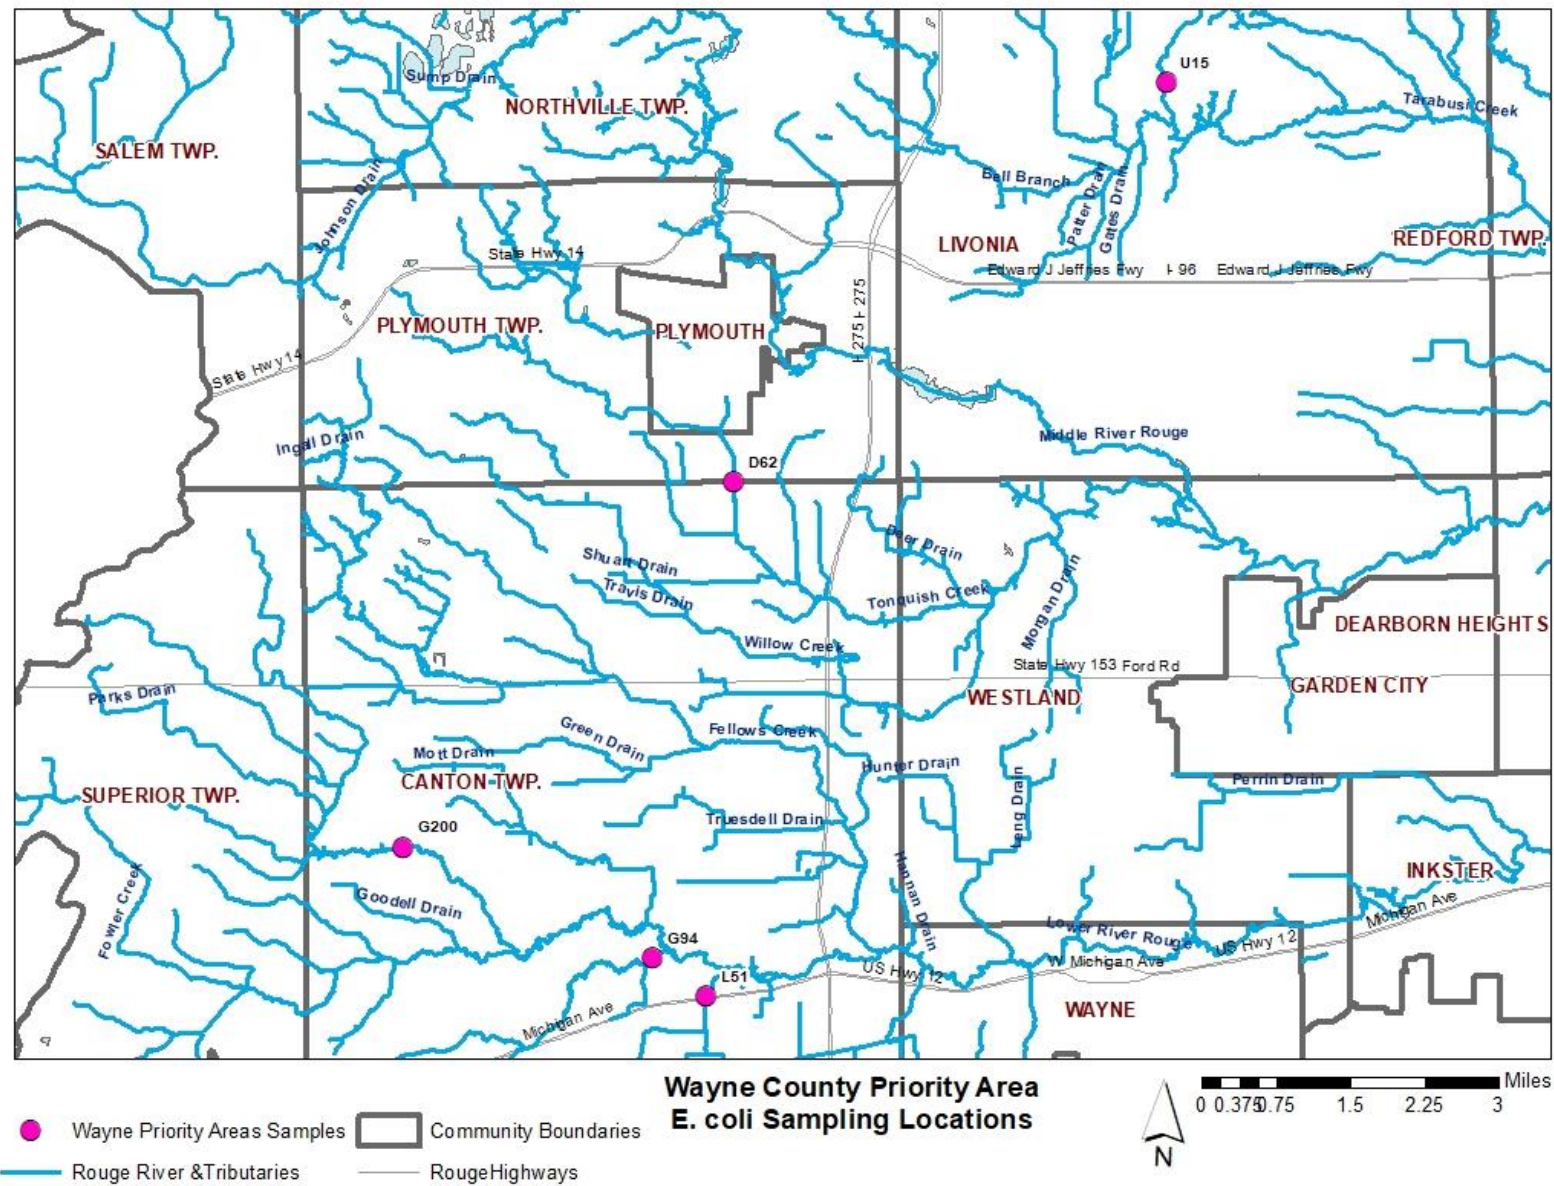 U15
Sump Drain
NORTHVILLE TWP.
Tarabusi Creek
SALEM TWP.
Bell Branch
Johnson Drain
Patter Drain
Gates Drain
LIVONIA
REDFORD TWP.
State Hwy 14
Edward J Jeffries Fwy
I-96
Edward J Jeffries Fwy
I-275
I-275
PLYMOUTH TWP.
PLYMOUTH
State Hwy 14
Ingall Drain
Middle River Rouge
D62
Deer Drain
Shuart Drain
Travis Drain
Tonquish Creek
Morgan Drain
DEARBORN HEIGHTS
Willow Creek
State Hwy 153 Ford Rd
Parks Drain
WESTLAND
GARDEN CITY
Green Drain
Fellows Creek
Mott Drain
Hunter Drain
CANTON TWP.
Perrin Drain
SUPERIOR TWP.
Leng Drain
Truesdell Drain
G200
INKSTER
Fowler Creek
Goodell Drain
Hannan Drain
Michigan Ave
G94
Lower River Rouge
US Hwy 12
L51
US Hwy 12
W Michigan Ave
Michigan Ave
WAYNE
Wayne County Priority Area
E. coli Sampling Locations
Miles
0 0.375 0.75 1.5 2.25 3
N
Wayne Priority Areas Samples
Community Boundaries
Rouge River &Tributaries
RougeHighways